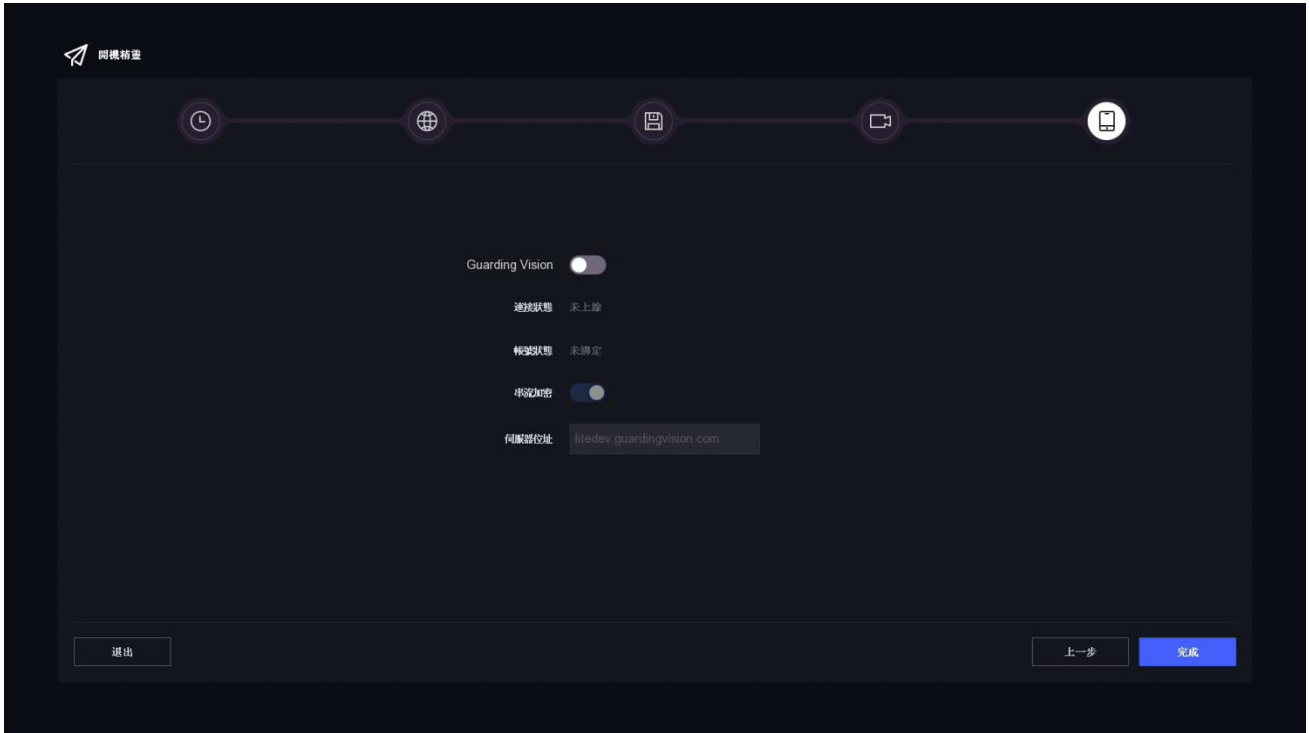 開機精靈
Guarding Vision
連接狀態 未上線
帳號狀態 未綁定
串流加密
伺服器位址 litedev.guardingvision.com
退出 上一步 完成